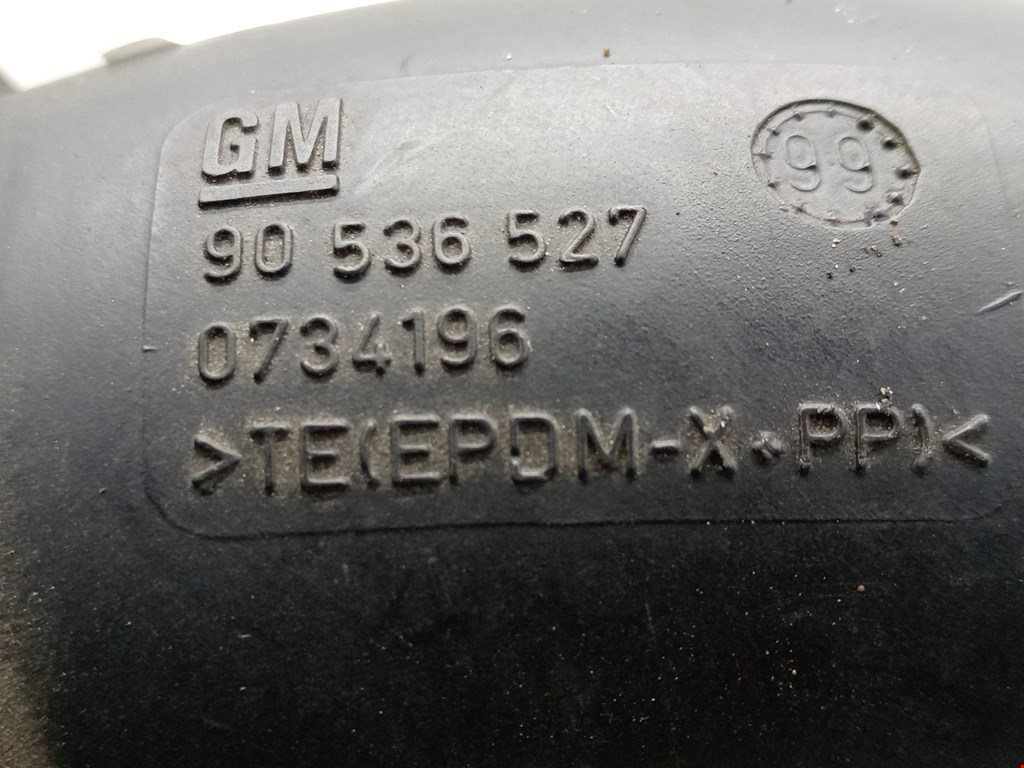 GM
99
90 536 527
0734196
>TE(EPDM-X+PP)<